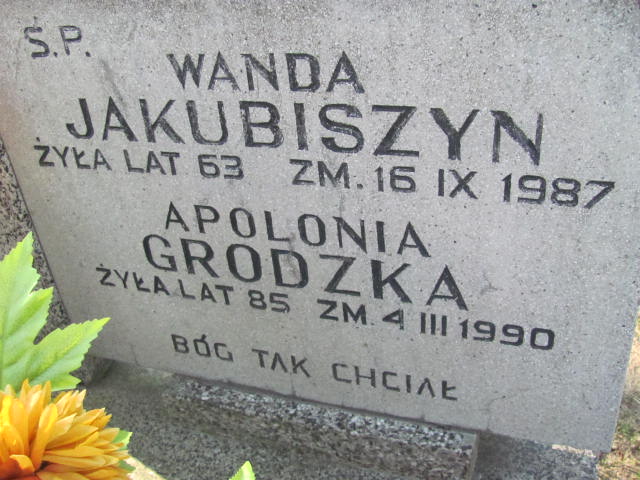 Ś.P.
WANDA
JAKUBISZYN
ŻYŁA LAT 63 ZM. 16 IX 1987
APOLONIA
GRODZKA
ŻYŁA LAT 85 ZM. 4 III 1990
BÓG TAK CHCIAŁ